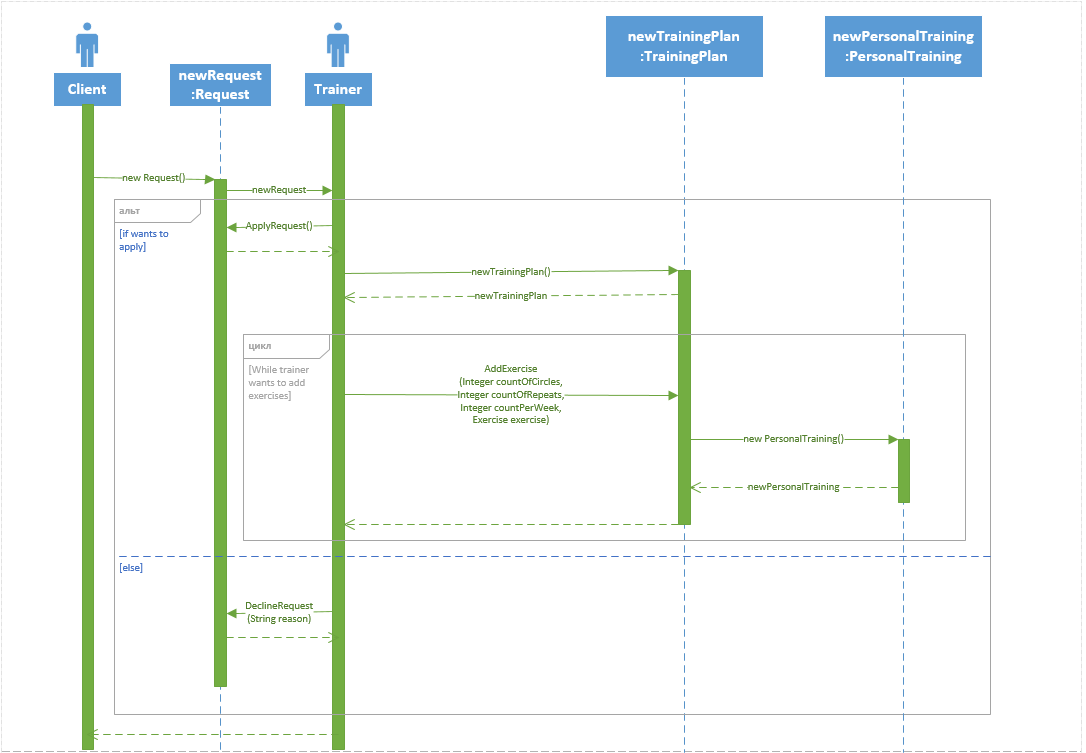 newTrainingPlan
:TrainingPlan
newPersonalTraining
:PersonalTraining
Client
newRequest
:Request
Trainer
new Request()
newRequest
альт
[if wants to
apply]
ApplyRequest()
newTrainingPlan()
newTrainingPlan
цикл
[While trainer
wants to add
exercises]
AddExercise
(Integer countOfCircles,
Integer countOfRepeats,
Integer countPerWeek,
Exercise exercise)
new PersonalTraining()
newPersonalTraining
[else]
DeclineRequest
(String reason)